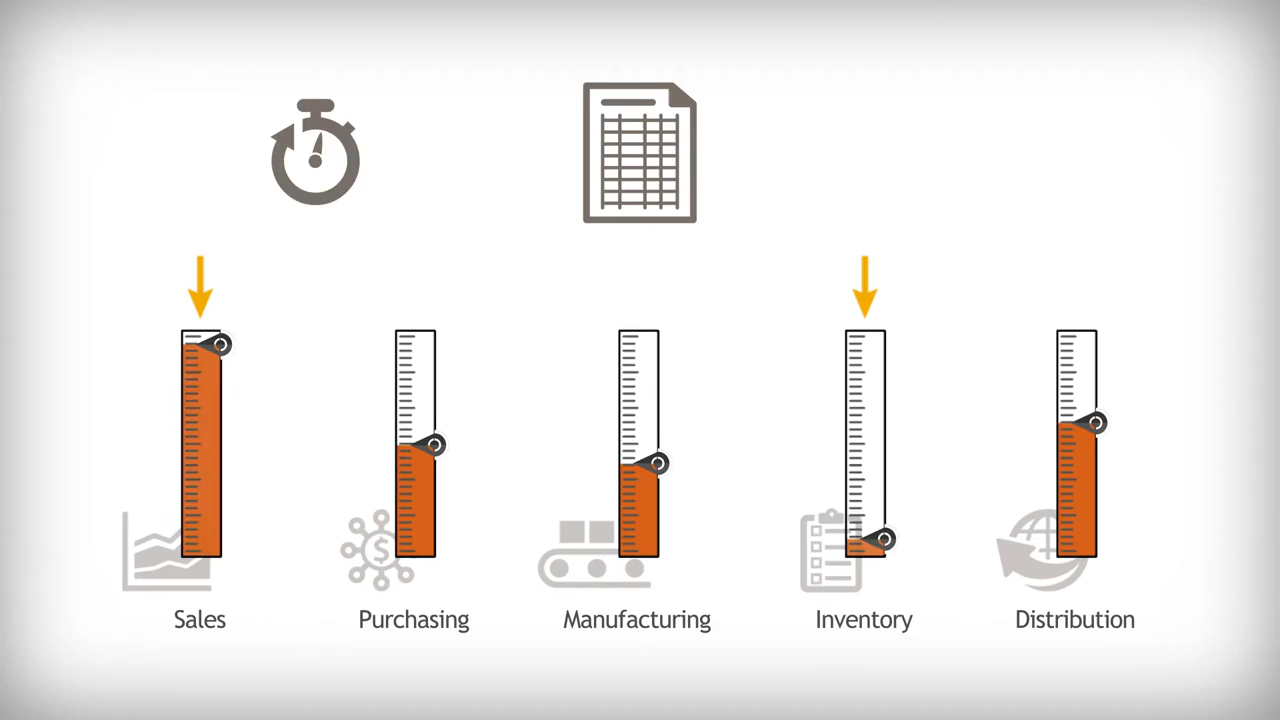 Sales
Purchasing
Manufacturing
Inventory
Distribution